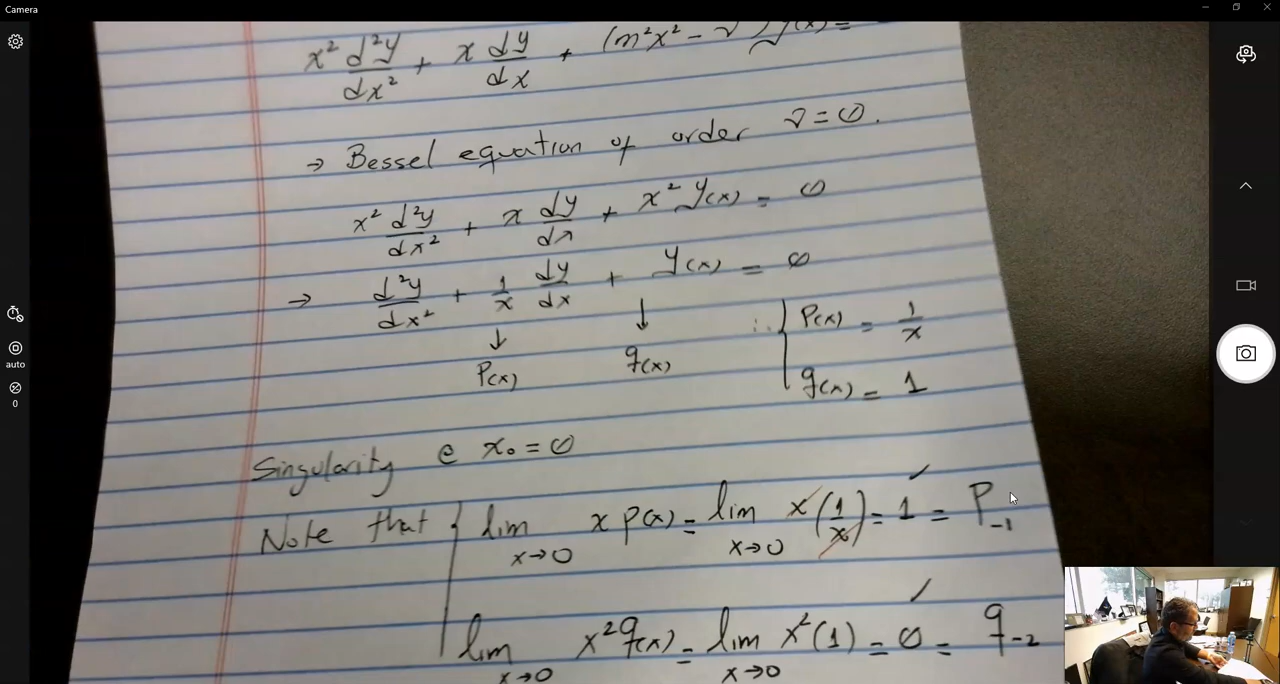 Camera
x² d²y/dx² + x dy/dx + (m²x² - ν
→ Bessel equation of order ν = 0.
x² d²y/dx² + x dy/dx + x² y(x) = 0
→ d²y/dx² + 1/x dy/dx + y(x) = 0
↓ P(x) ↓ q(x) ∴ { P(x) = 1/x
q(x) = 1
Singularity @ x₀ = 0
Note that { lim x→0 x P(x) = lim x→0 x (1/x) = 1 = P₋₁
lim x→0 x² q(x) = lim x→0 x² (1) = 0 = q₋₂
auto
0